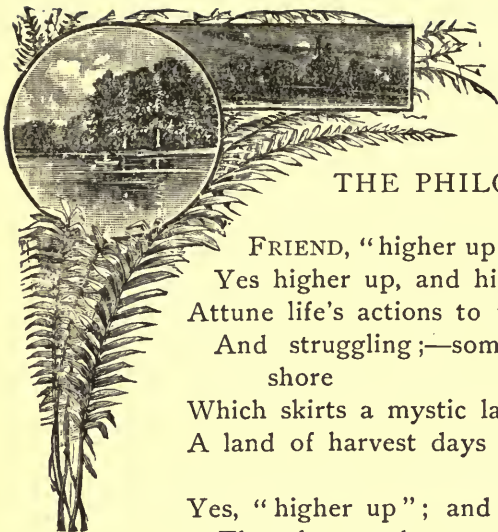 THE PHILO
FRIEND, "higher up
Yes higher up, and hi
Attune life's actions to
And struggling;—som
shore
Which skirts a mystic la
A land of harvest days
Yes, "higher up"; and